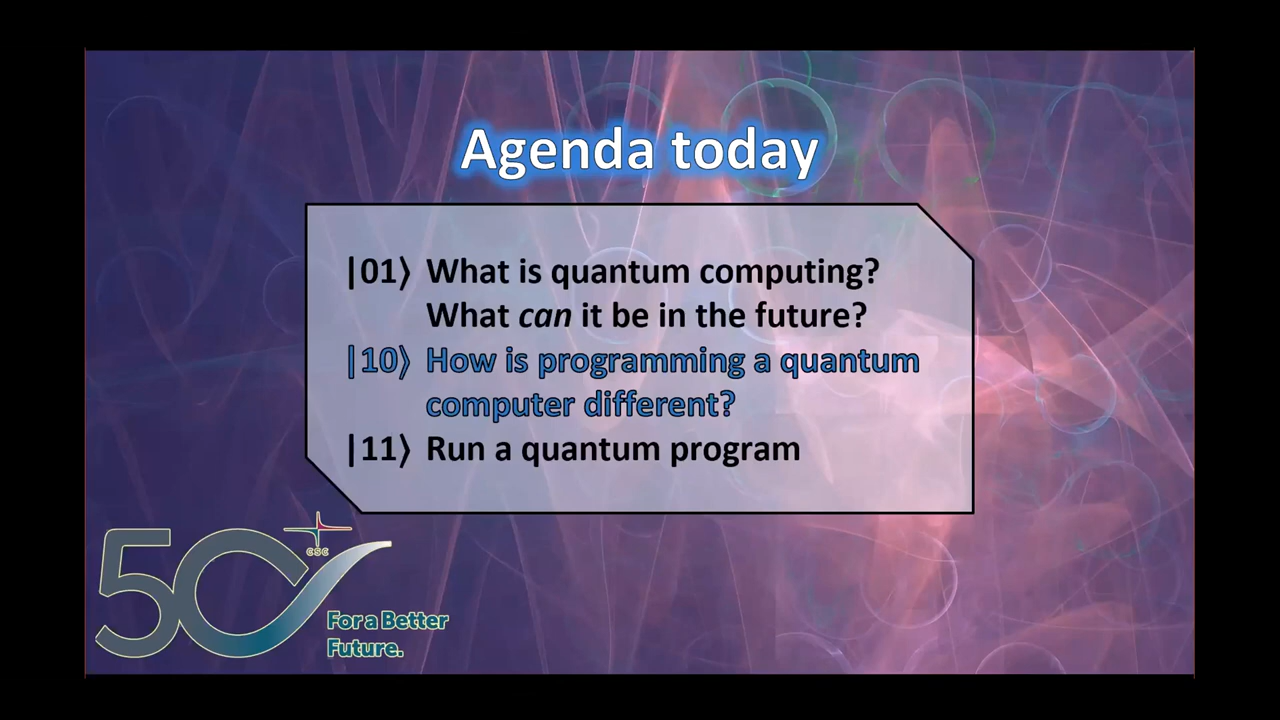 Agenda today
|01⟩ What is quantum computing?
What can it be in the future?
|10⟩ How is programming a quantum
computer different?
|11⟩ Run a quantum program
50
CSC
For a Better
Future.